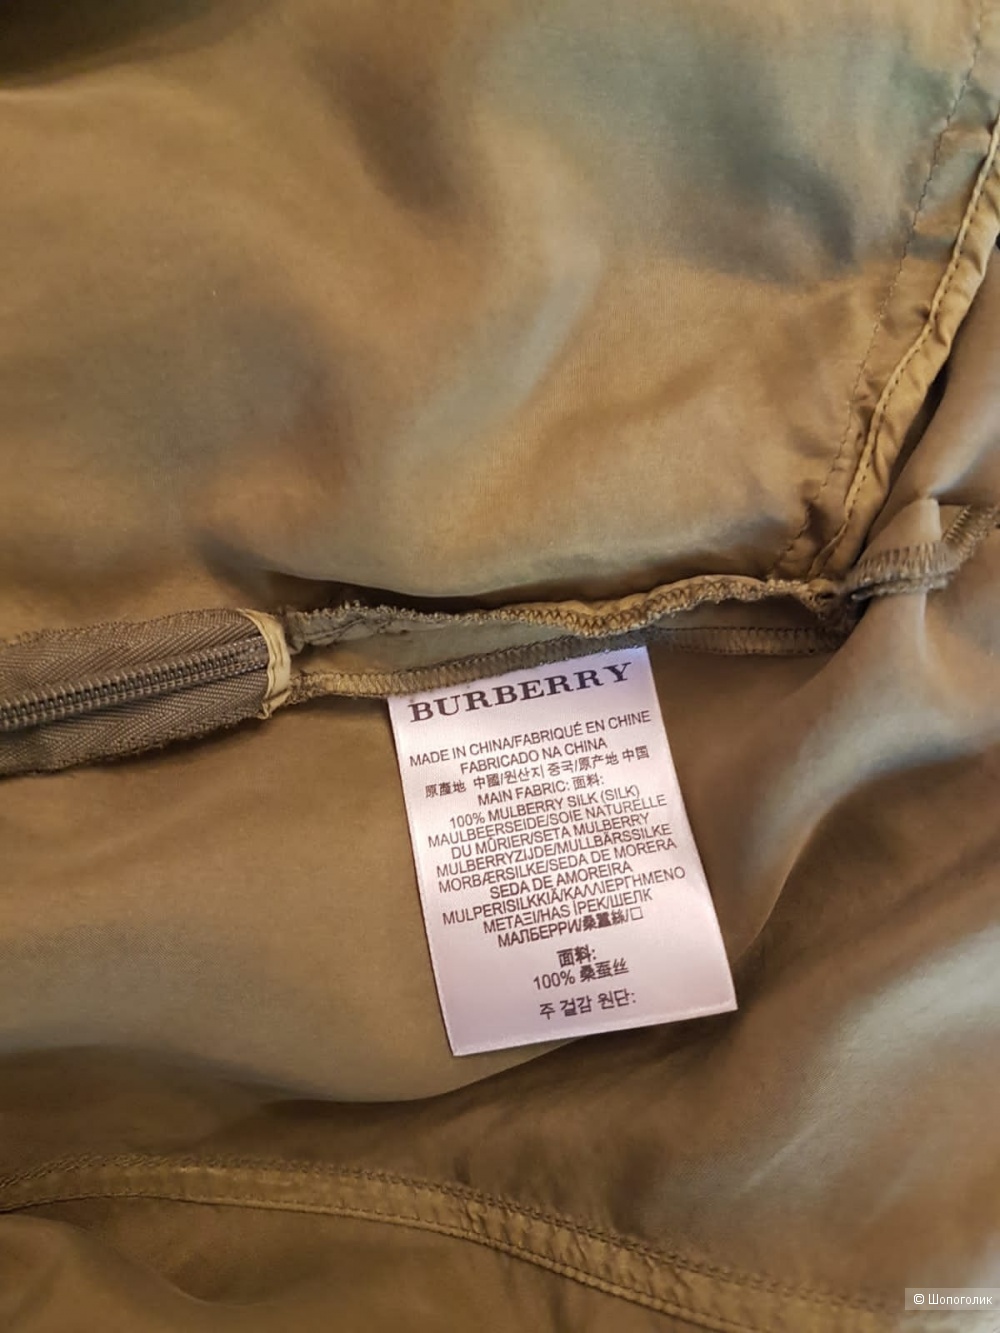 BURBERRY
MADE IN CHINA/FABRIQUÉ EN CHINE
FABRICADO NA CHINA
原產地 中國/원산지 중국/原产地 中国
MAIN FABRIC: 面料:
100% MULBERRY SILK (SILK)
MAULBEERSEIDE/SOIE NATURELLE
DU MÛRIER/SETA MULBERRY
MULBERRYZIJDE/MULLBÄRSSILKE
MORBÆRSILKE/SEDA DE MORERA
SEDA DE AMOREIRA
MULPERISILKKIÄ/ΚΑΛΛΙΕΡΓΗΜΕΝΟ
ΜΕΤΑΞΙ/HAS İPEK/ШЕЛК
МАЛБЕРРИ/桑蠶絲/□
面料:
100% 桑蚕丝
주 겉감 원단:
© Шопоголик